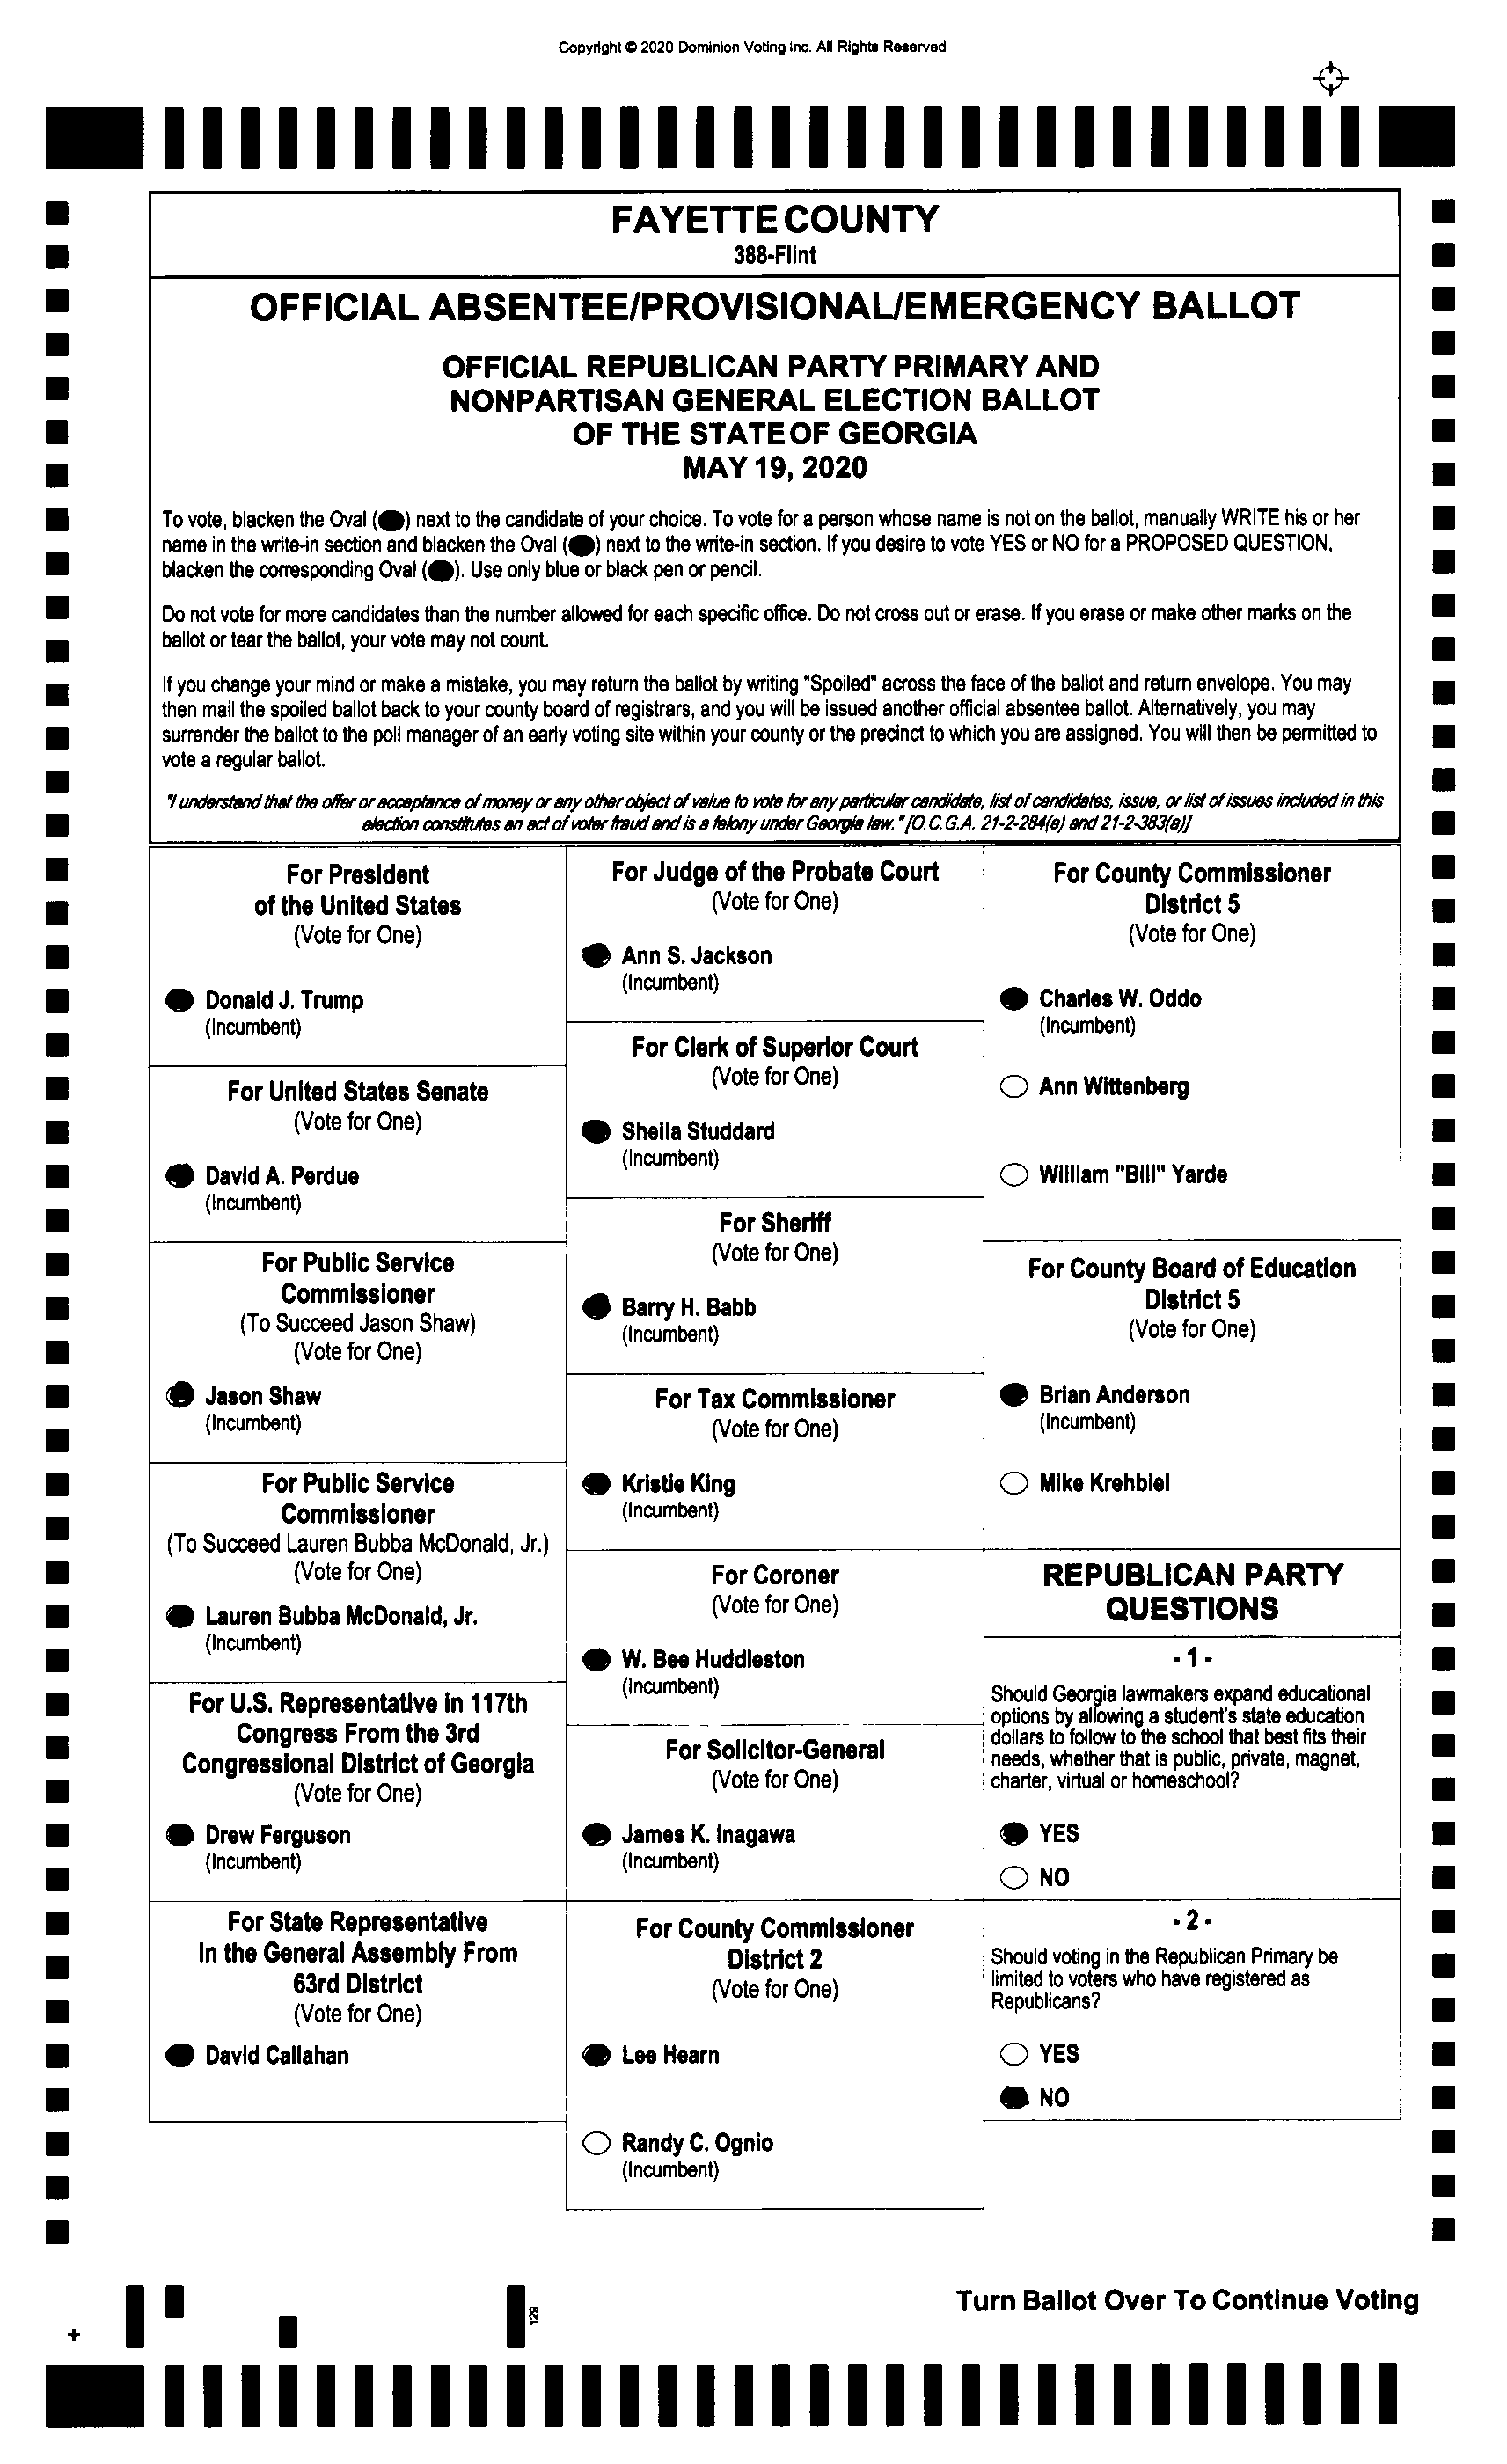 Copyright © 2020 Dominion Voting Inc. All Rights Reserved
FAYETTE COUNTY
388-Flint
OFFICIAL ABSENTEE/PROVISIONAL/EMERGENCY BALLOT
OFFICIAL REPUBLICAN PARTY PRIMARY AND
NONPARTISAN GENERAL ELECTION BALLOT
OF THE STATE OF GEORGIA
MAY 19, 2020
To vote, blacken the Oval ( ) next to the candidate of your choice. To vote for a person whose name is not on the ballot, manually WRITE his or her
name in the write-in section and blacken the Oval ( ) next to the write-in section. If you desire to vote YES or NO for a PROPOSED QUESTION,
blacken the corresponding Oval ( ). Use only blue or black pen or pencil.
Do not vote for more candidates than the number allowed for each specific office. Do not cross out or erase. If you erase or make other marks on the
ballot or tear the ballot, your vote may not count.
If you change your mind or make a mistake, you may return the ballot by writing "Spoiled" across the face of the ballot and return envelope. You may
then mail the spoiled ballot back to your county board of registrars, and you will be issued another official absentee ballot. Alternatively, you may
surrender the ballot to the poll manager of an early voting site within your county or the precinct to which you are assigned. You will then be permitted to
vote a regular ballot.
"I understand that the offer or acceptance of money or any other object of value to vote for any particular candidate, list of candidates, issue, or list of issues included in this
election constitutes an act of voter fraud and is a felony under Georgia law." [O.C.G.A. 21-2-284(e) and 21-2-383(a)]
For President
of the United States
(Vote for One)
Donald J. Trump
(Incumbent)
For United States Senate
(Vote for One)
David A. Perdue
(Incumbent)
For Public Service
Commissioner
(To Succeed Jason Shaw)
(Vote for One)
Jason Shaw
(Incumbent)
For Public Service
Commissioner
(To Succeed Lauren Bubba McDonald, Jr.)
(Vote for One)
Lauren Bubba McDonald, Jr.
(Incumbent)
For U.S. Representative in 117th
Congress From the 3rd
Congressional District of Georgia
(Vote for One)
Drew Ferguson
(Incumbent)
For State Representative
In the General Assembly From
63rd District
(Vote for One)
David Callahan
For Judge of the Probate Court
(Vote for One)
Ann S. Jackson
(Incumbent)
For Clerk of Superior Court
(Vote for One)
Sheila Studdard
(Incumbent)
For Sheriff
(Vote for One)
Barry H. Babb
(Incumbent)
For Tax Commissioner
(Vote for One)
Kristie King
(Incumbent)
For Coroner
(Vote for One)
W. Bee Huddleston
(Incumbent)
For Solicitor-General
(Vote for One)
James K. Inagawa
(Incumbent)
For County Commissioner
District 2
(Vote for One)
Lee Hearn
Randy C. Ognio
(Incumbent)
For County Commissioner
District 5
(Vote for One)
Charles W. Oddo
(Incumbent)
Ann Wittenberg
William "Bill" Yarde
For County Board of Education
District 5
(Vote for One)
Brian Anderson
(Incumbent)
Mike Krehbiel
REPUBLICAN PARTY
QUESTIONS
- 1 -
Should Georgia lawmakers expand educational
options by allowing a student's state education
dollars to follow to the school that best fits their
needs, whether that is public, private, magnet,
charter, virtual or homeschool?
YES
NO
- 2 -
Should voting in the Republican Primary be
limited to voters who have registered as
Republicans?
YES
NO
129
Turn Ballot Over To Continue Voting
+